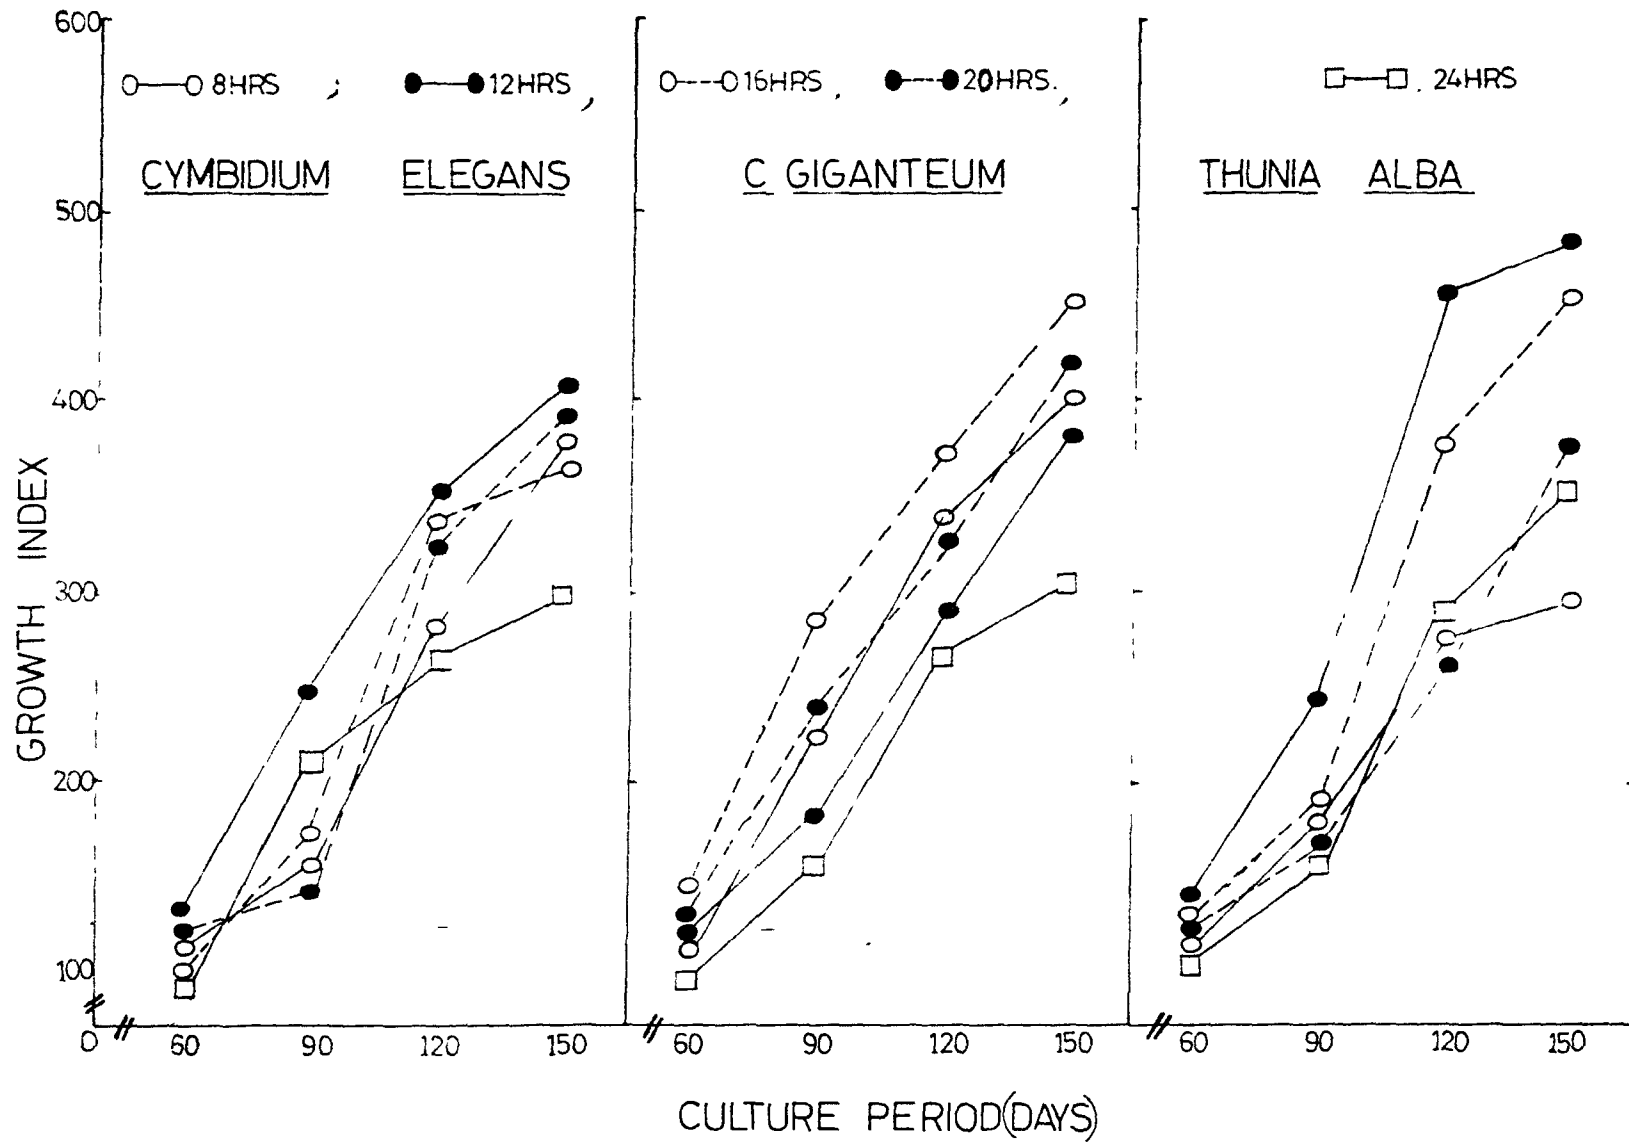 600
8HRS ; 12HRS, 16HRS, 20HRS., . 24HRS
CYMBIDIUM ELEGANS C GIGANTEUM THUNIA ALBA
500
400
300
200
100
GROWTH INDEX
0 60 90 120 150 60 90 120 150 60 90 120 150
CULTURE PERIOD(DAYS)